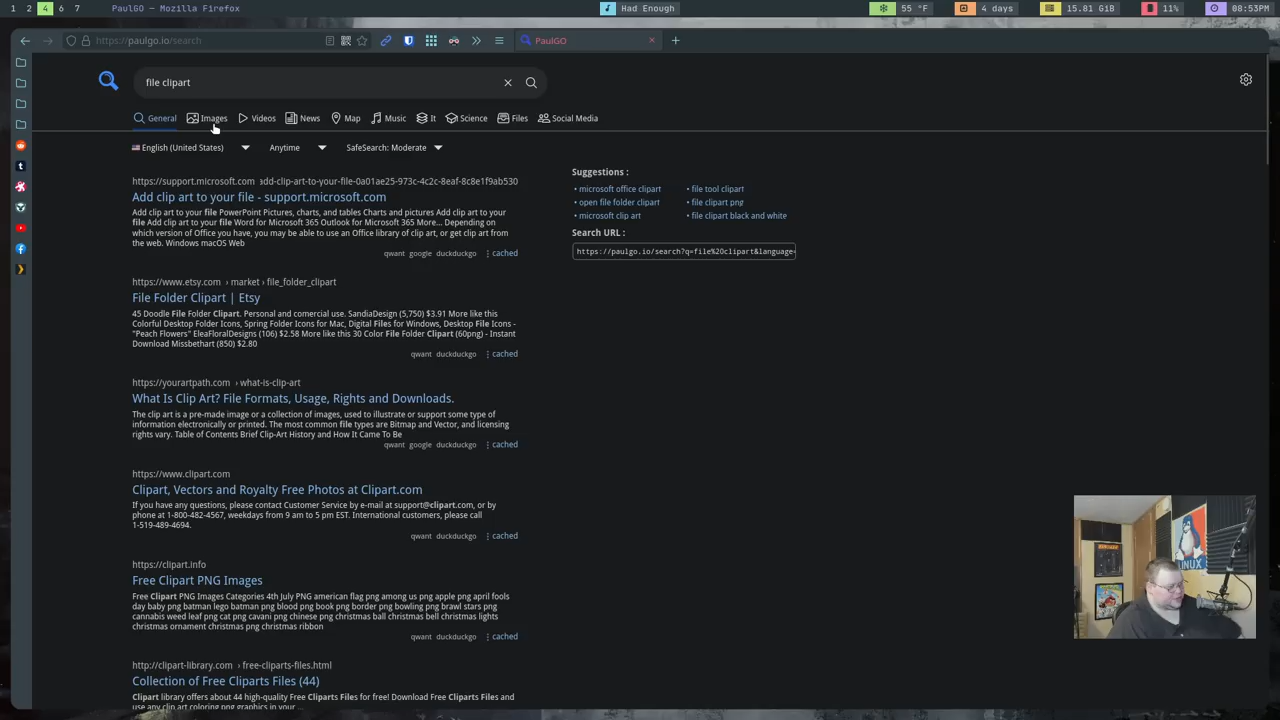 1 2 4 6 7 PaulGO — Mozilla Firefox Had Enough 55 °F 4 days 15.81 GiB 11% 08:53PM
https://paulgo.io/search PaulGO
file clipart
General Images Videos News Map Music It Science Files Social Media
English (United States) Anytime SafeSearch: Moderate
https://support.microsoft.com add-clip-art-to-your-file-0a01ae25-973c-4c2c-8eaf-8c8e1f9ab530
Add clip art to your file - support.microsoft.com
Add clip art to your file PowerPoint Pictures, charts, and tables Charts and pictures Add clip art to your
file Add clip art to your file Word for Microsoft 365 Outlook for Microsoft 365 More... Depending on
which version of Office you have, you may be able to use an Office library of clip art, or get clip art from
the web. Windows macOS Web
qwant google duckduckgo cached
https://www.etsy.com › market › file_folder_clipart
File Folder Clipart | Etsy
45 Doodle File Folder Clipart. Personal and comercial use. SandiaDesign (5,750) $3.91 More like this
Colorful Desktop Folder Icons, Spring Folder Icons for Mac, Digital Files for Windows, Desktop File Icons -
"Peach Flowers" EleaFloralDesigns (106) $2.58 More like this 30 Color File Folder Clipart (60png) - Instant
Download Missbethart (850) $2.80
qwant duckduckgo cached
https://yourartpath.com › what-is-clip-art
What Is Clip Art? File Formats, Usage, Rights and Downloads.
The clip art is a pre-made image or a collection of images, used to illustrate or support some type of
information electronically or printed. The most common file types are Bitmap and Vector, and licensing
rights vary. Table of Contents Brief Clip-Art History and How It Came To Be
qwant google duckduckgo cached
https://www.clipart.com
Clipart, Vectors and Royalty Free Photos at Clipart.com
If you have any questions, please contact Customer Service by e-mail at support@clipart.com, or by
phone at 1-800-482-4567, weekdays from 9 am to 5 pm EST. International customers, please call
1-519-489-4694.
qwant duckduckgo cached
https://clipart.info
Free Clipart PNG Images
Free Clipart PNG Images Categories 4th July PNG american flag png among us png apple png april fools
day baby png batman lego batman png blood png book png border png bowling png brawl stars png
cannabis weed leaf png cat png cavani png chinese png christmas ball christmas bell christmas lights
christmas ornament christmas png christmas ribbon
qwant duckduckgo cached
http://clipart-library.com › free-cliparts-files.html
Collection of Free Cliparts Files (44)
Clipart library offers about 44 high-quality Free Cliparts Files for free! Download Free Cliparts Files and
use any clip art,coloring,png graphics in your ...
Suggestions :
• microsoft office clipart • file tool clipart
• open file folder clipart • file clipart png
• microsoft clip art • file clipart black and white
Search URL :
https://paulgo.io/search?q=file%20clipart&language=
LINUX